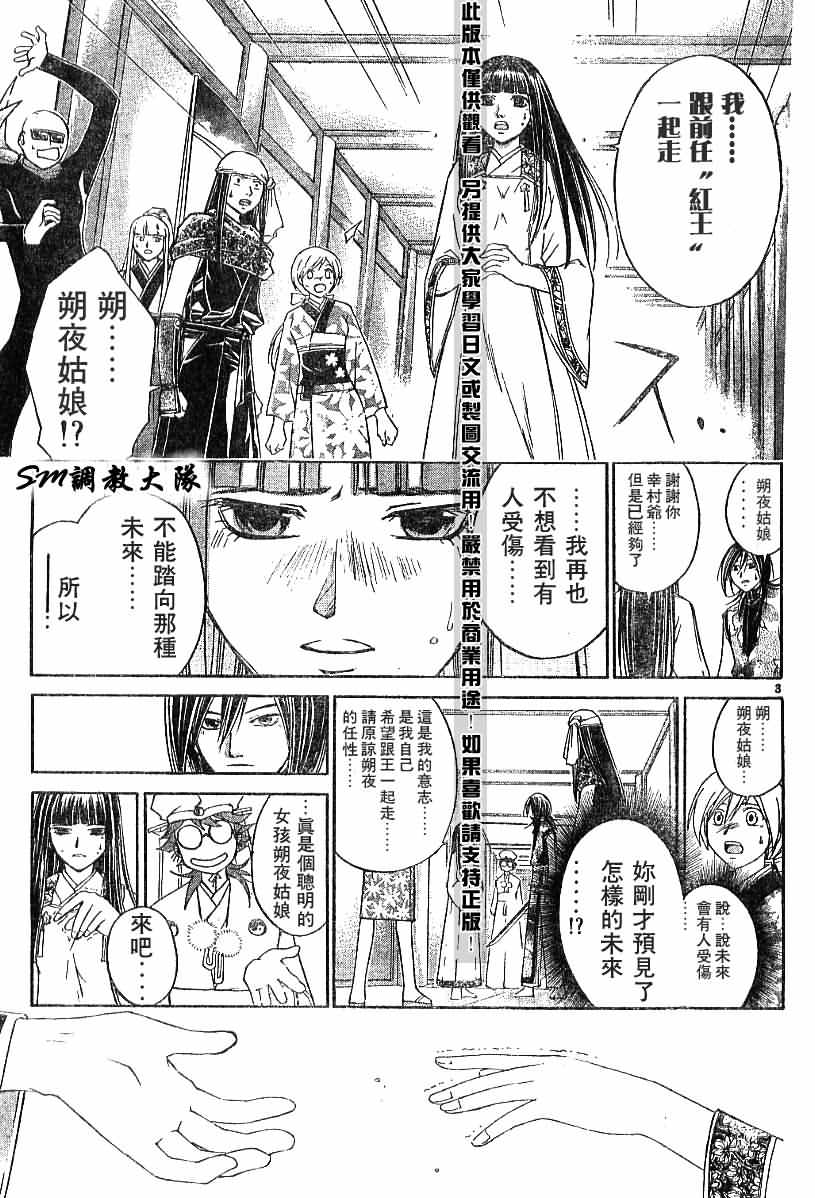 我……
跟前任"紅王"
一起走
朔……
朔夜姑娘!?
此版本僅供觀看 另提供大家學習日文或製圖交流用!!嚴禁用於商業用途!如果喜歡請支持正版!
SM調教大隊
朔夜姑娘
……
謝謝你
幸村爺……
但是已經夠了
……我再也
不想看到有
人受傷……
不能踏向那種
未來……
——所以
3
朔……
朔夜姑娘…
說…說未來
會有人受傷
……
妳剛才預見了
怎樣的未來
……!?
這是我的意志…
是我自己
希望跟王一起走……
請原諒朔夜
的任性……
…真是個聰明的
女孩朔夜姑娘
來吧……